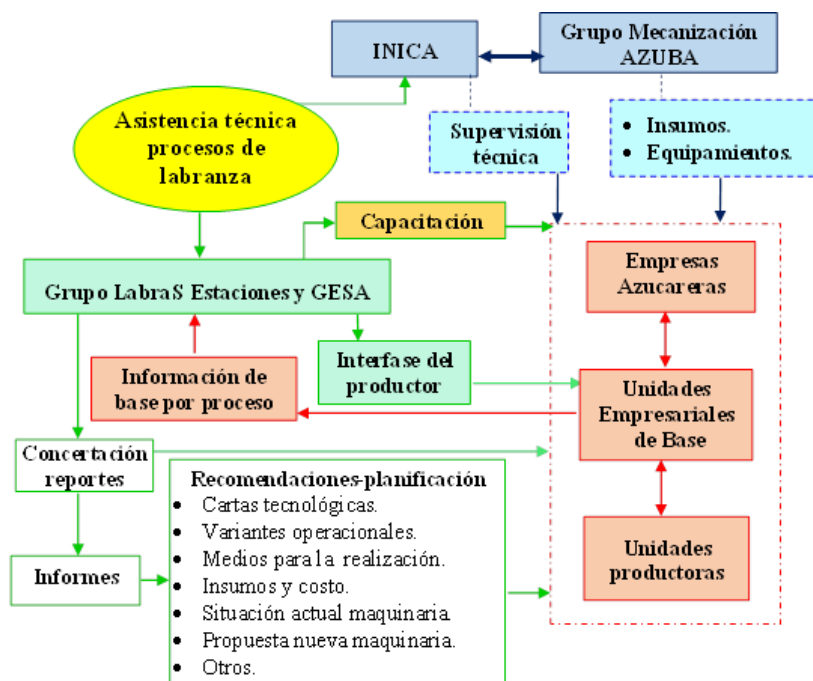 INICA
Grupo Mecanización
AZUBA
Asistencia técnica
procesos de
labranza
Supervisión
técnica
• Insumos.
• Equipamientos.
Capacitación
Grupo LabraS Estaciones y GESA
Empresas
Azucareras
Información de
base por proceso
Interfase del
productor
Unidades
Empresariales
de Base
Concertación
reportes
Recomendaciones-planificación
• Cartas tecnológicas.
• Variantes operacionales.
• Medios para la realización.
• Insumos y costo.
• Situación actual maquinaria.
• Propuesta nueva maquinaria.
• Otros.
Informes
Unidades
productoras